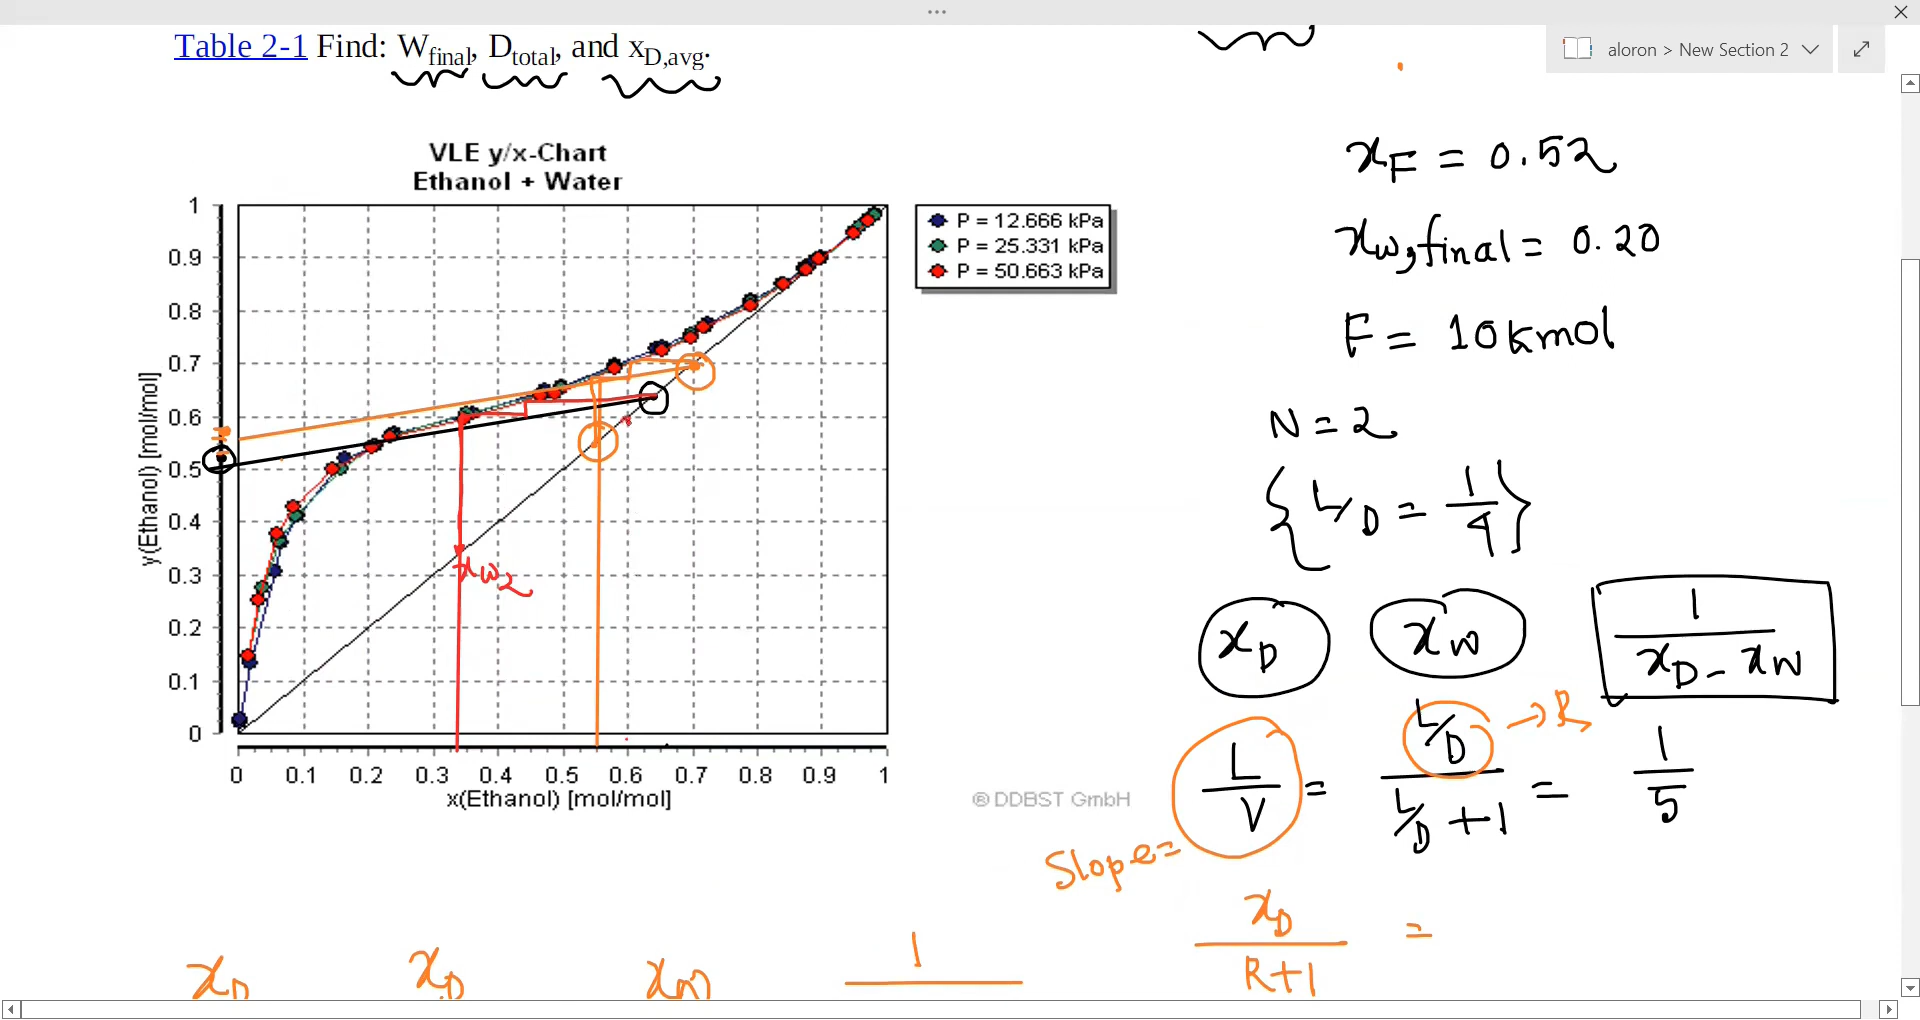 Table 2-1 Find: Wfinal, Dtotal, and xD,avg.
aloron > New Section 2
VLE y/x-Chart
Ethanol + Water
P = 12.666 kPa
P = 25.331 kPa
P = 50.663 kPa
1
0.9
0.8
0.7
0.6
0.5
0.4
0.3
0.2
0.1
0
y(Ethanol) [mol/mol]
0 0.1 0.2 0.3 0.4 0.5 0.6 0.7 0.8 0.9 1
x(Ethanol) [mol/mol]
® DDBST GmbH
xW2
xF = 0.52
xW,final = 0.20
F = 10 kmol
N = 2
{ L/D = 1/4 }
xD xW 1/(xD - xW)
L/V = (L/D)/(L/D + 1) = 1/5
→ R
Slope =
xD/(R+1) =
xD xD xW 1